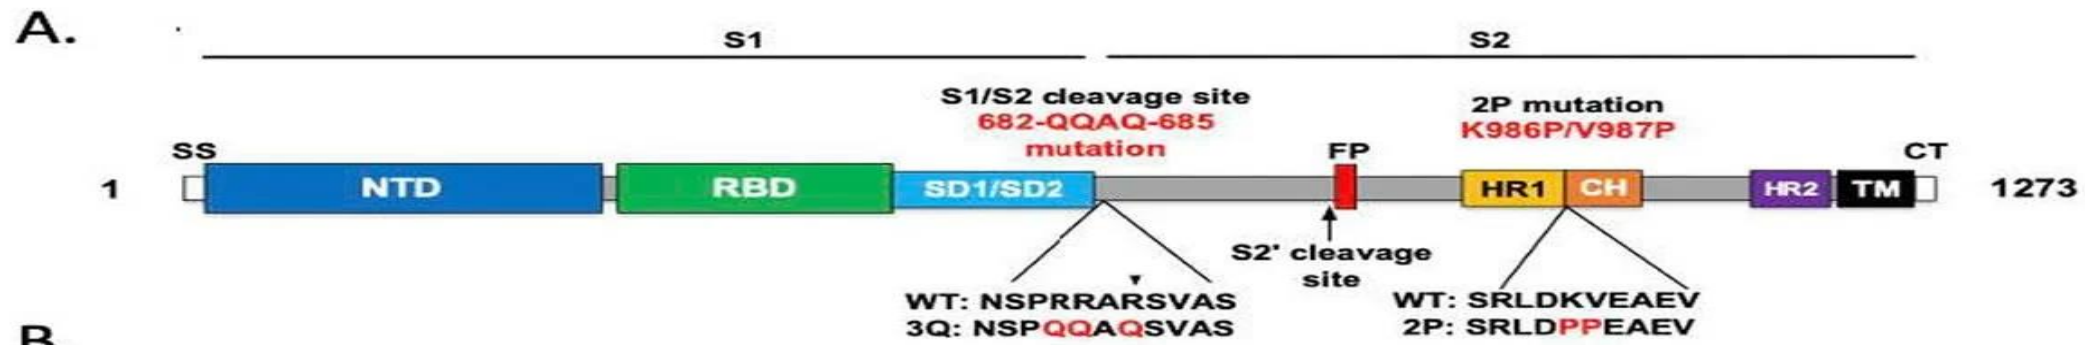 A.
S1 S2
S1/S2 cleavage site
682-QQAQ-685
mutation
2P mutation
K986P/V987P
SS FP CT
1 NTD RBD SD1/SD2 HR1 CH HR2 TM 1273
S2' cleavage
site
WT: NSPRRARSVAS
3Q: NSPQQAQSVAS
WT: SRLDKVEAEV
2P: SRLDPPEAEV
B.